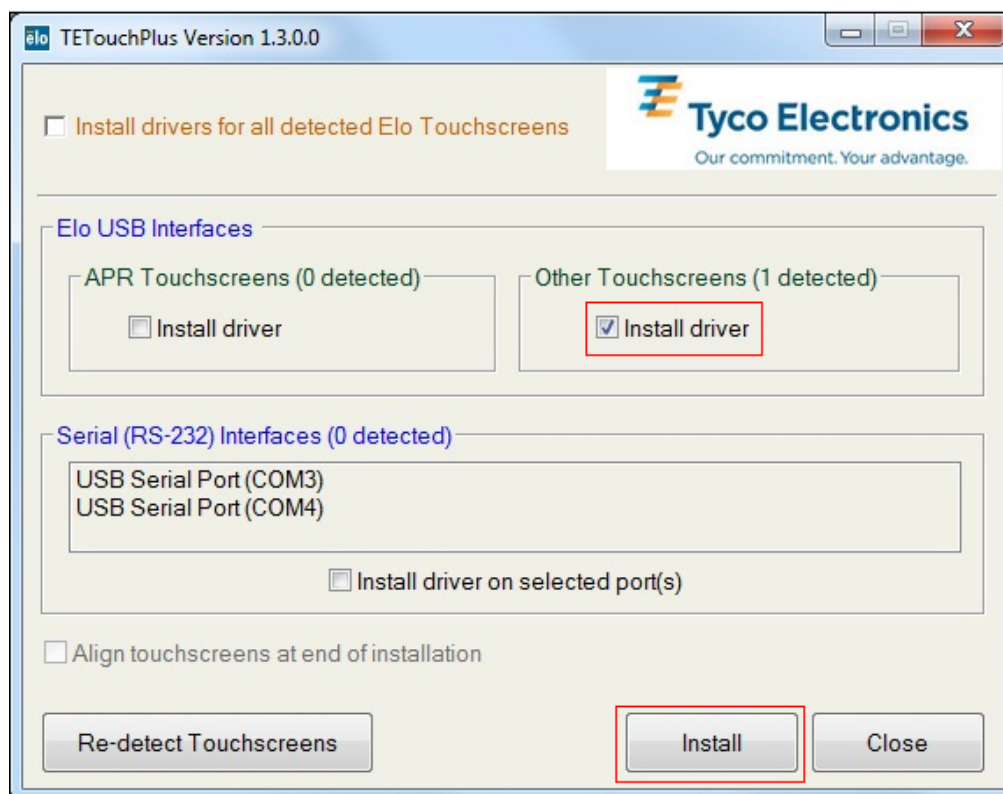 elo TETouchPlus Version 1.3.0.0
Install drivers for all detected Elo Touchscreens
TE Tyco Electronics
Our commitment. Your advantage.
Elo USB Interfaces
APR Touchscreens (0 detected)
Install driver
Other Touchscreens (1 detected)
Install driver
Serial (RS-232) Interfaces (0 detected)
USB Serial Port (COM3)
USB Serial Port (COM4)
Install driver on selected port(s)
Align touchscreens at end of installation
Re-detect Touchscreens
Install
Close